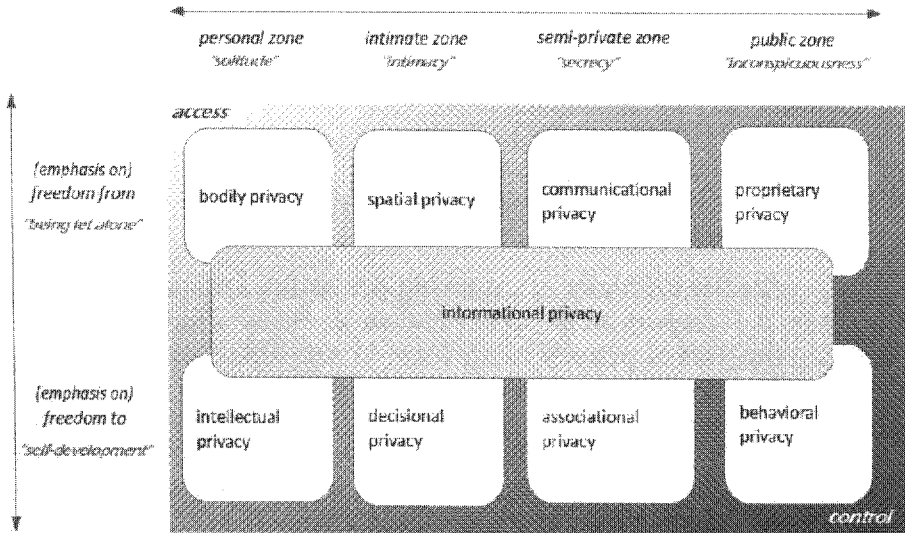 personal zone
"solitude"
intimate zone
"intimacy"
semi-private zone
"secrecy"
public zone
"inconspicuousness"
access
(emphasis on)
freedom from
"being let alone"
bodily privacy
spatial privacy
communicational
privacy
proprietary
privacy
informational privacy
(emphasis on)
freedom to
"self-development"
intellectual
privacy
decisional
privacy
associational
privacy
behavioral
privacy
control